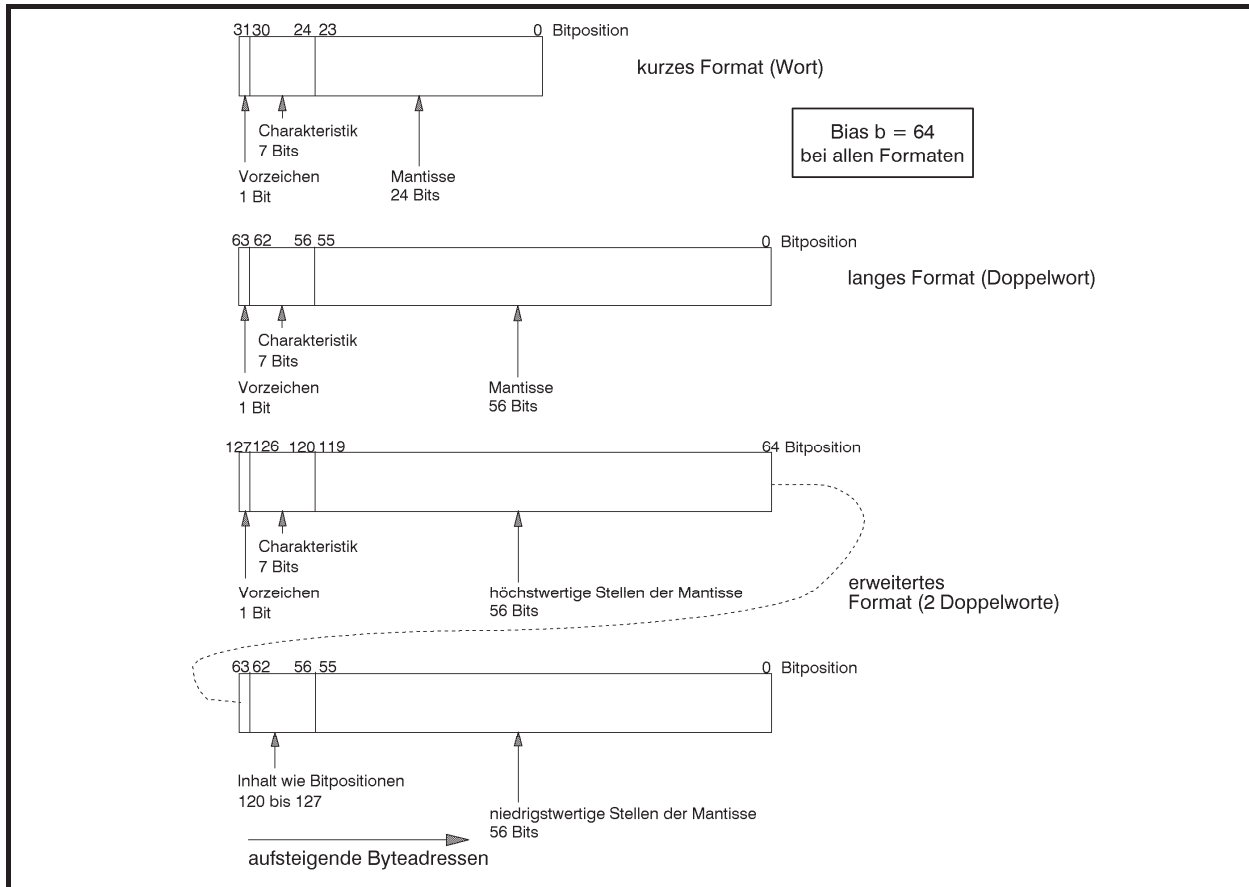 31 30 24 23 0 Bitposition
kurzes Format (Wort)
Charakteristik
7 Bits
Vorzeichen
1 Bit
Mantisse
24 Bits
Bias b = 64
bei allen Formaten
63 62 56 55 0 Bitposition
langes Format (Doppelwort)
Charakteristik
7 Bits
Vorzeichen
1 Bit
Mantisse
56 Bits
127 126 120 119 64 Bitposition
Charakteristik
7 Bits
Vorzeichen
1 Bit
höchstwertige Stellen der Mantisse
56 Bits
erweitertes
Format (2 Doppelworte)
63 62 56 55 0 Bitposition
Inhalt wie Bitpositionen
120 bis 127
niedrigstwertige Stellen der Mantisse
56 Bits
aufsteigende Byteadressen